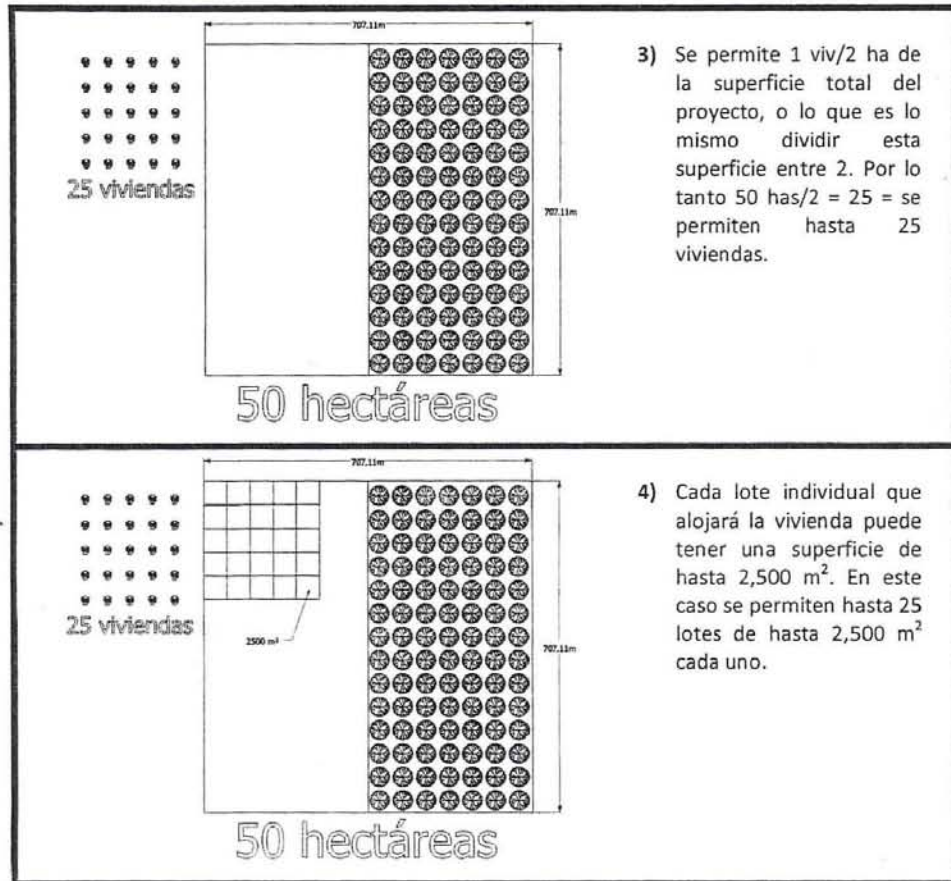 707.11m
25 viviendas
707.11m
50 hectáreas
3) Se permite 1 viv/2 ha de
la superficie total del
proyecto, o lo que es lo
mismo dividir esta
superficie entre 2. Por lo
tanto 50 has/2 = 25 = se
permiten hasta 25
viviendas.
707.11m
25 viviendas
2500 m²
707.11m
50 hectáreas
4) Cada lote individual que
alojará la vivienda puede
tener una superficie de
hasta 2,500 m². En este
caso se permiten hasta 25
lotes de hasta 2,500 m²
cada uno.